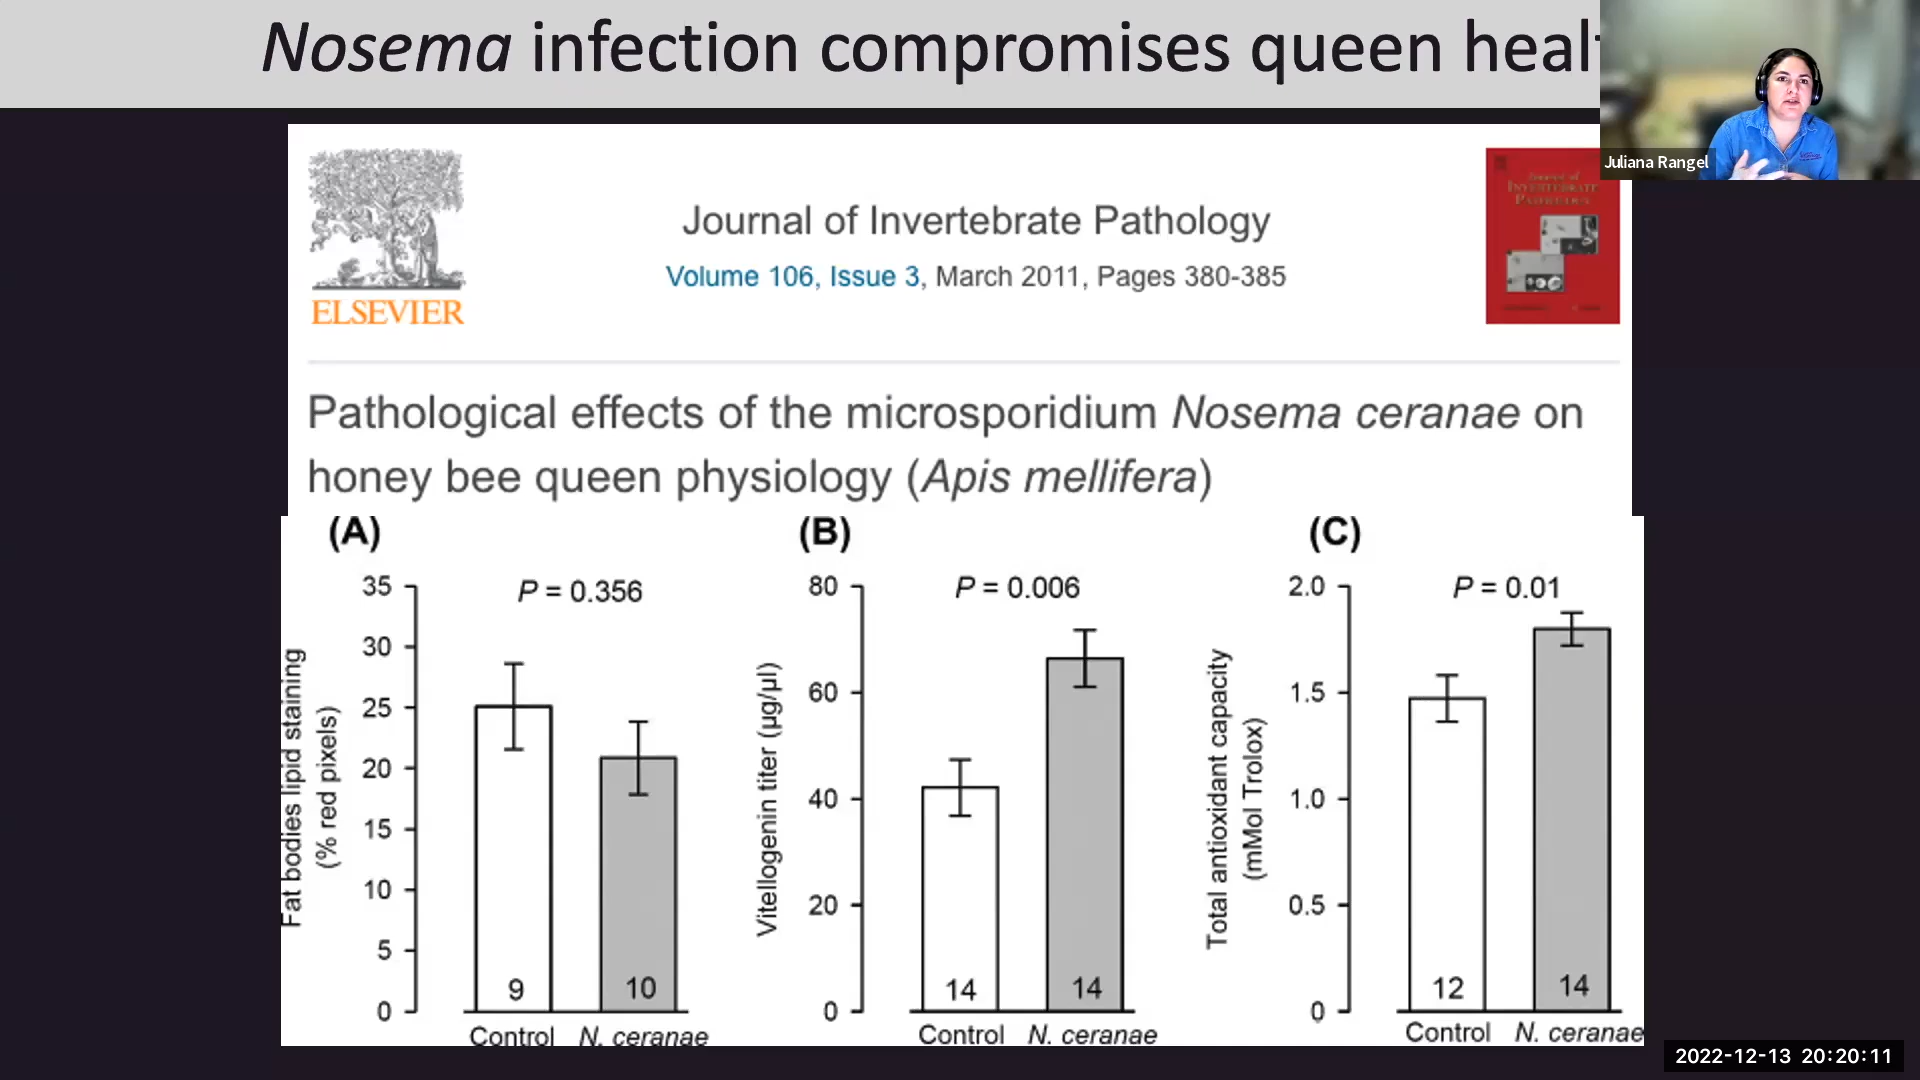 Nosema infection compromises queen heal
Juliana Rangel
ELSEVIER
Journal of Invertebrate Pathology
Volume 106, Issue 3, March 2011, Pages 380-385
Journal of
INVERTEBRATE
PATHOLOGY
Pathological effects of the microsporidium Nosema ceranae on
honey bee queen physiology (Apis mellifera)
(A)
P = 0.356
Fat bodies lipid staining
(% red pixels)
35
30
25
20
15
10
5
0
9
10
Control
N. ceranae
(B)
P = 0.006
Vitellogenin titer (µg/µl)
80
60
40
20
0
14
14
Control
N. ceranae
(C)
P = 0.01
Total antioxidant capacity
(mMol Trolox)
2.0
1.5
1.0
0.5
0
12
14
Control
N. ceranae
2022-12-13 20:20:11